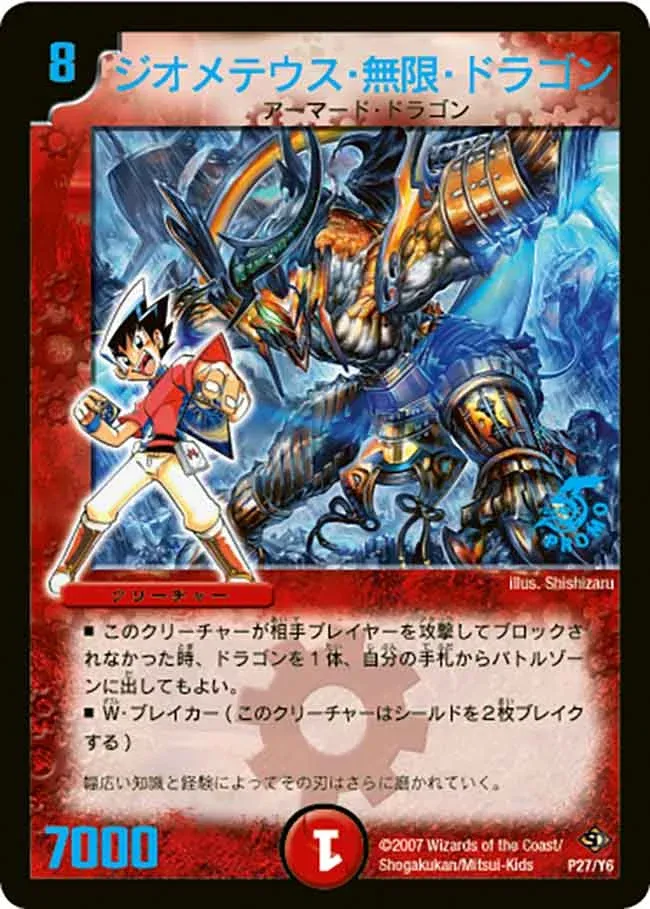 8
ジオメテウス・無限・ドラゴン
アーマード・ドラゴン
PROMO
illus. Shishizaru
クリーチャー
■ このクリーチャーが相手プレイヤーを攻撃してブロックさ
れなかった時、ドラゴンを1体、自分の手札からバトルゾー
ンに出してもよい。
■ W・ブレイカー(このクリーチャーはシールドを2枚ブレイク
する)
幅広い知識と経験によってその刃はさらに磨かれていく。
7000
1
©2007 Wizards of the Coast/
Shogakukan/Mitsui-Kids
P27/Y6